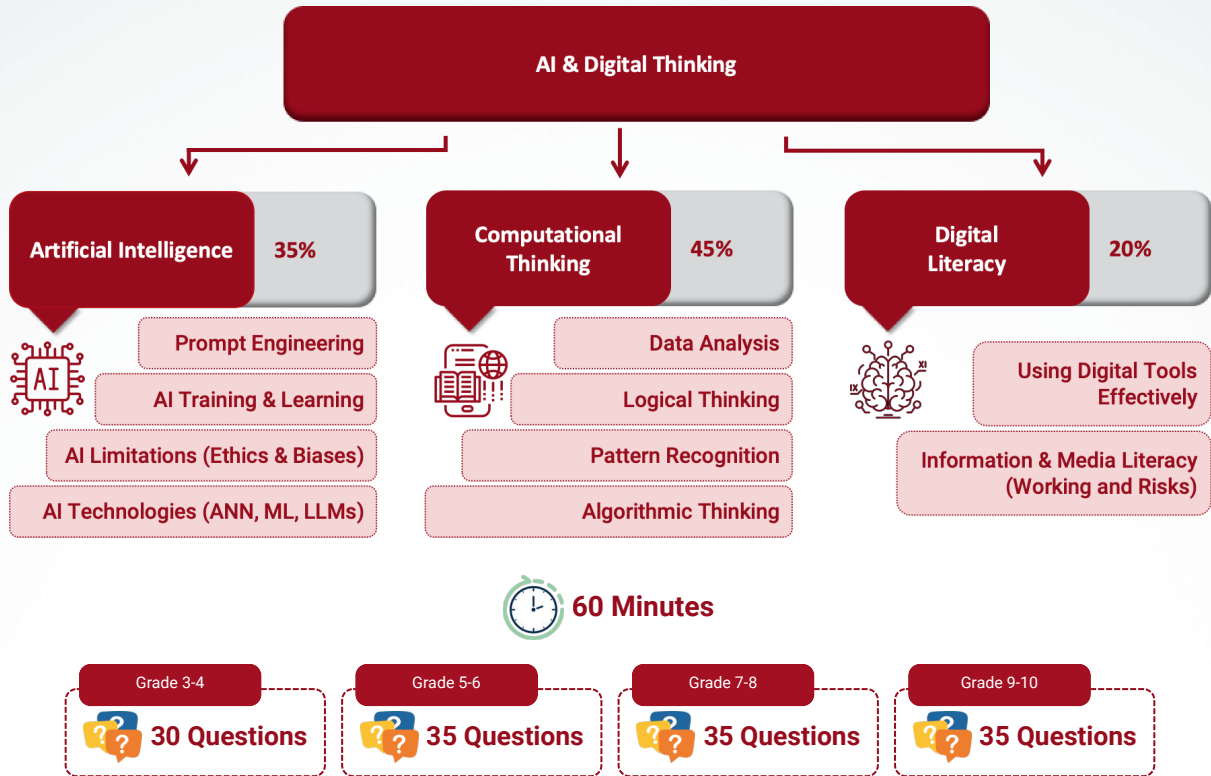 AI & Digital Thinking
Artificial Intelligence
35%
AI
Prompt Engineering
AI Training & Learning
AI Limitations (Ethics & Biases)
AI Technologies (ANN, ML, LLMs)
Computational
Thinking
45%
Data Analysis
Logical Thinking
Pattern Recognition
Algorithmic Thinking
Digital
Literacy
20%
IX
XI
Using Digital Tools
Effectively
Information & Media Literacy
(Working and Risks)
60 Minutes
Grade 3-4
? ? ?
30 Questions
Grade 5-6
? ? ?
35 Questions
Grade 7-8
? ? ?
35 Questions
Grade 9-10
? ? ?
35 Questions